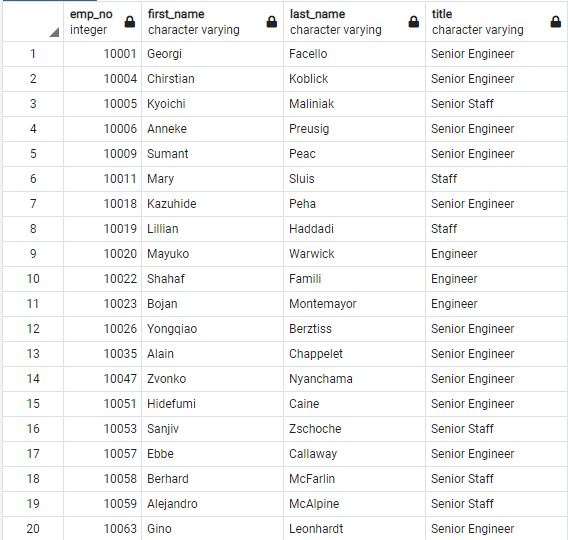 emp_no first_name last_name title
integer character varying character varying character varying
1 10001 Georgi Facello Senior Engineer
2 10004 Chirstian Koblick Senior Engineer
3 10005 Kyoichi Maliniak Senior Staff
4 10006 Anneke Preusig Senior Engineer
5 10009 Sumant Peac Senior Engineer
6 10011 Mary Sluis Staff
7 10018 Kazuhide Peha Senior Engineer
8 10019 Lillian Haddadi Staff
9 10020 Mayuko Warwick Engineer
10 10022 Shahaf Famili Engineer
11 10023 Bojan Montemayor Engineer
12 10026 Yongqiao Berztiss Senior Engineer
13 10035 Alain Chappelet Senior Engineer
14 10047 Zvonko Nyanchama Senior Engineer
15 10051 Hidefumi Caine Senior Engineer
16 10053 Sanjiv Zschoche Senior Staff
17 10057 Ebbe Callaway Senior Engineer
18 10058 Berhard McFarlin Senior Staff
19 10059 Alejandro McAlpine Senior Staff
20 10063 Gino Leonhardt Senior Engineer